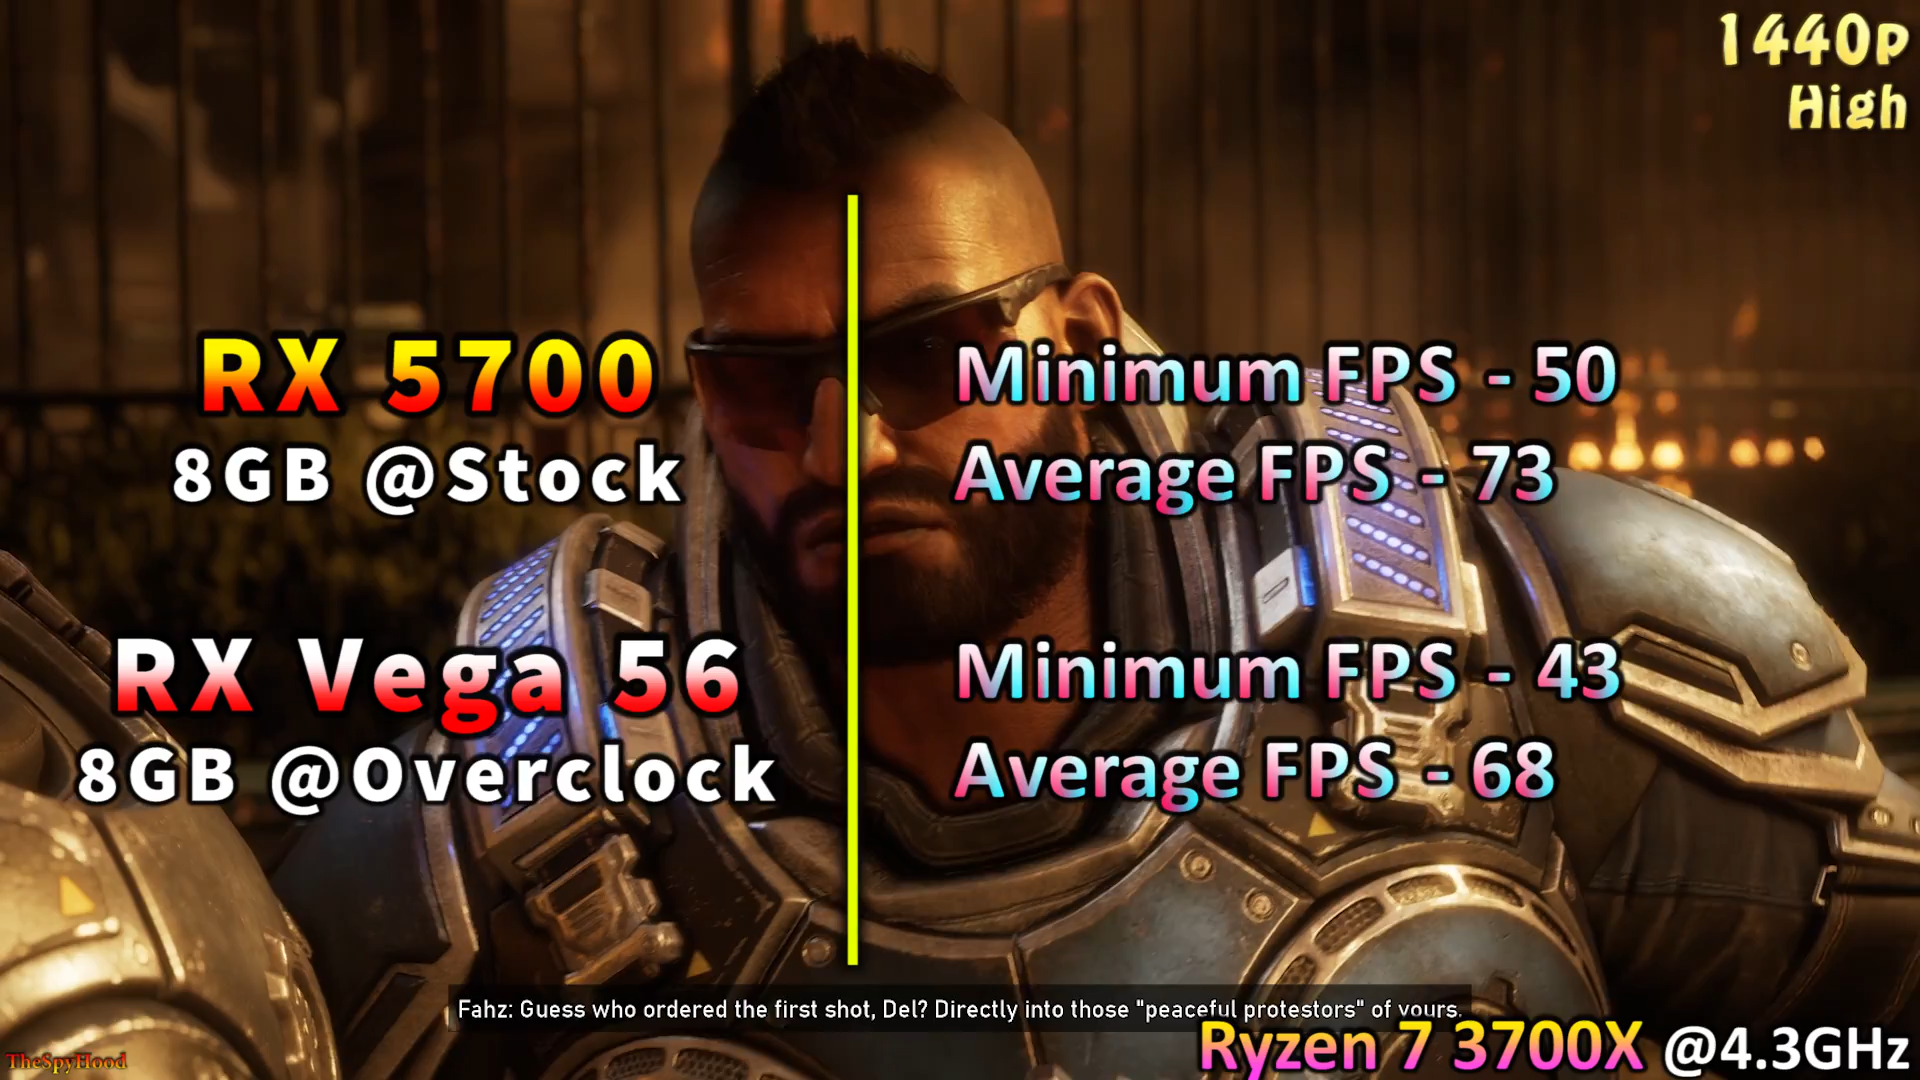 1440p
High
RX 5700
8GB @Stock
Minimum FPS - 50
Average FPS - 73
RX Vega 56
8GB @Overclock
Minimum FPS - 43
Average FPS - 68
Fahz: Guess who ordered the first shot, Del? Directly into those "peaceful protestors" of yours.
Ryzen 7 3700X @4.3GHz
TheSpyHood